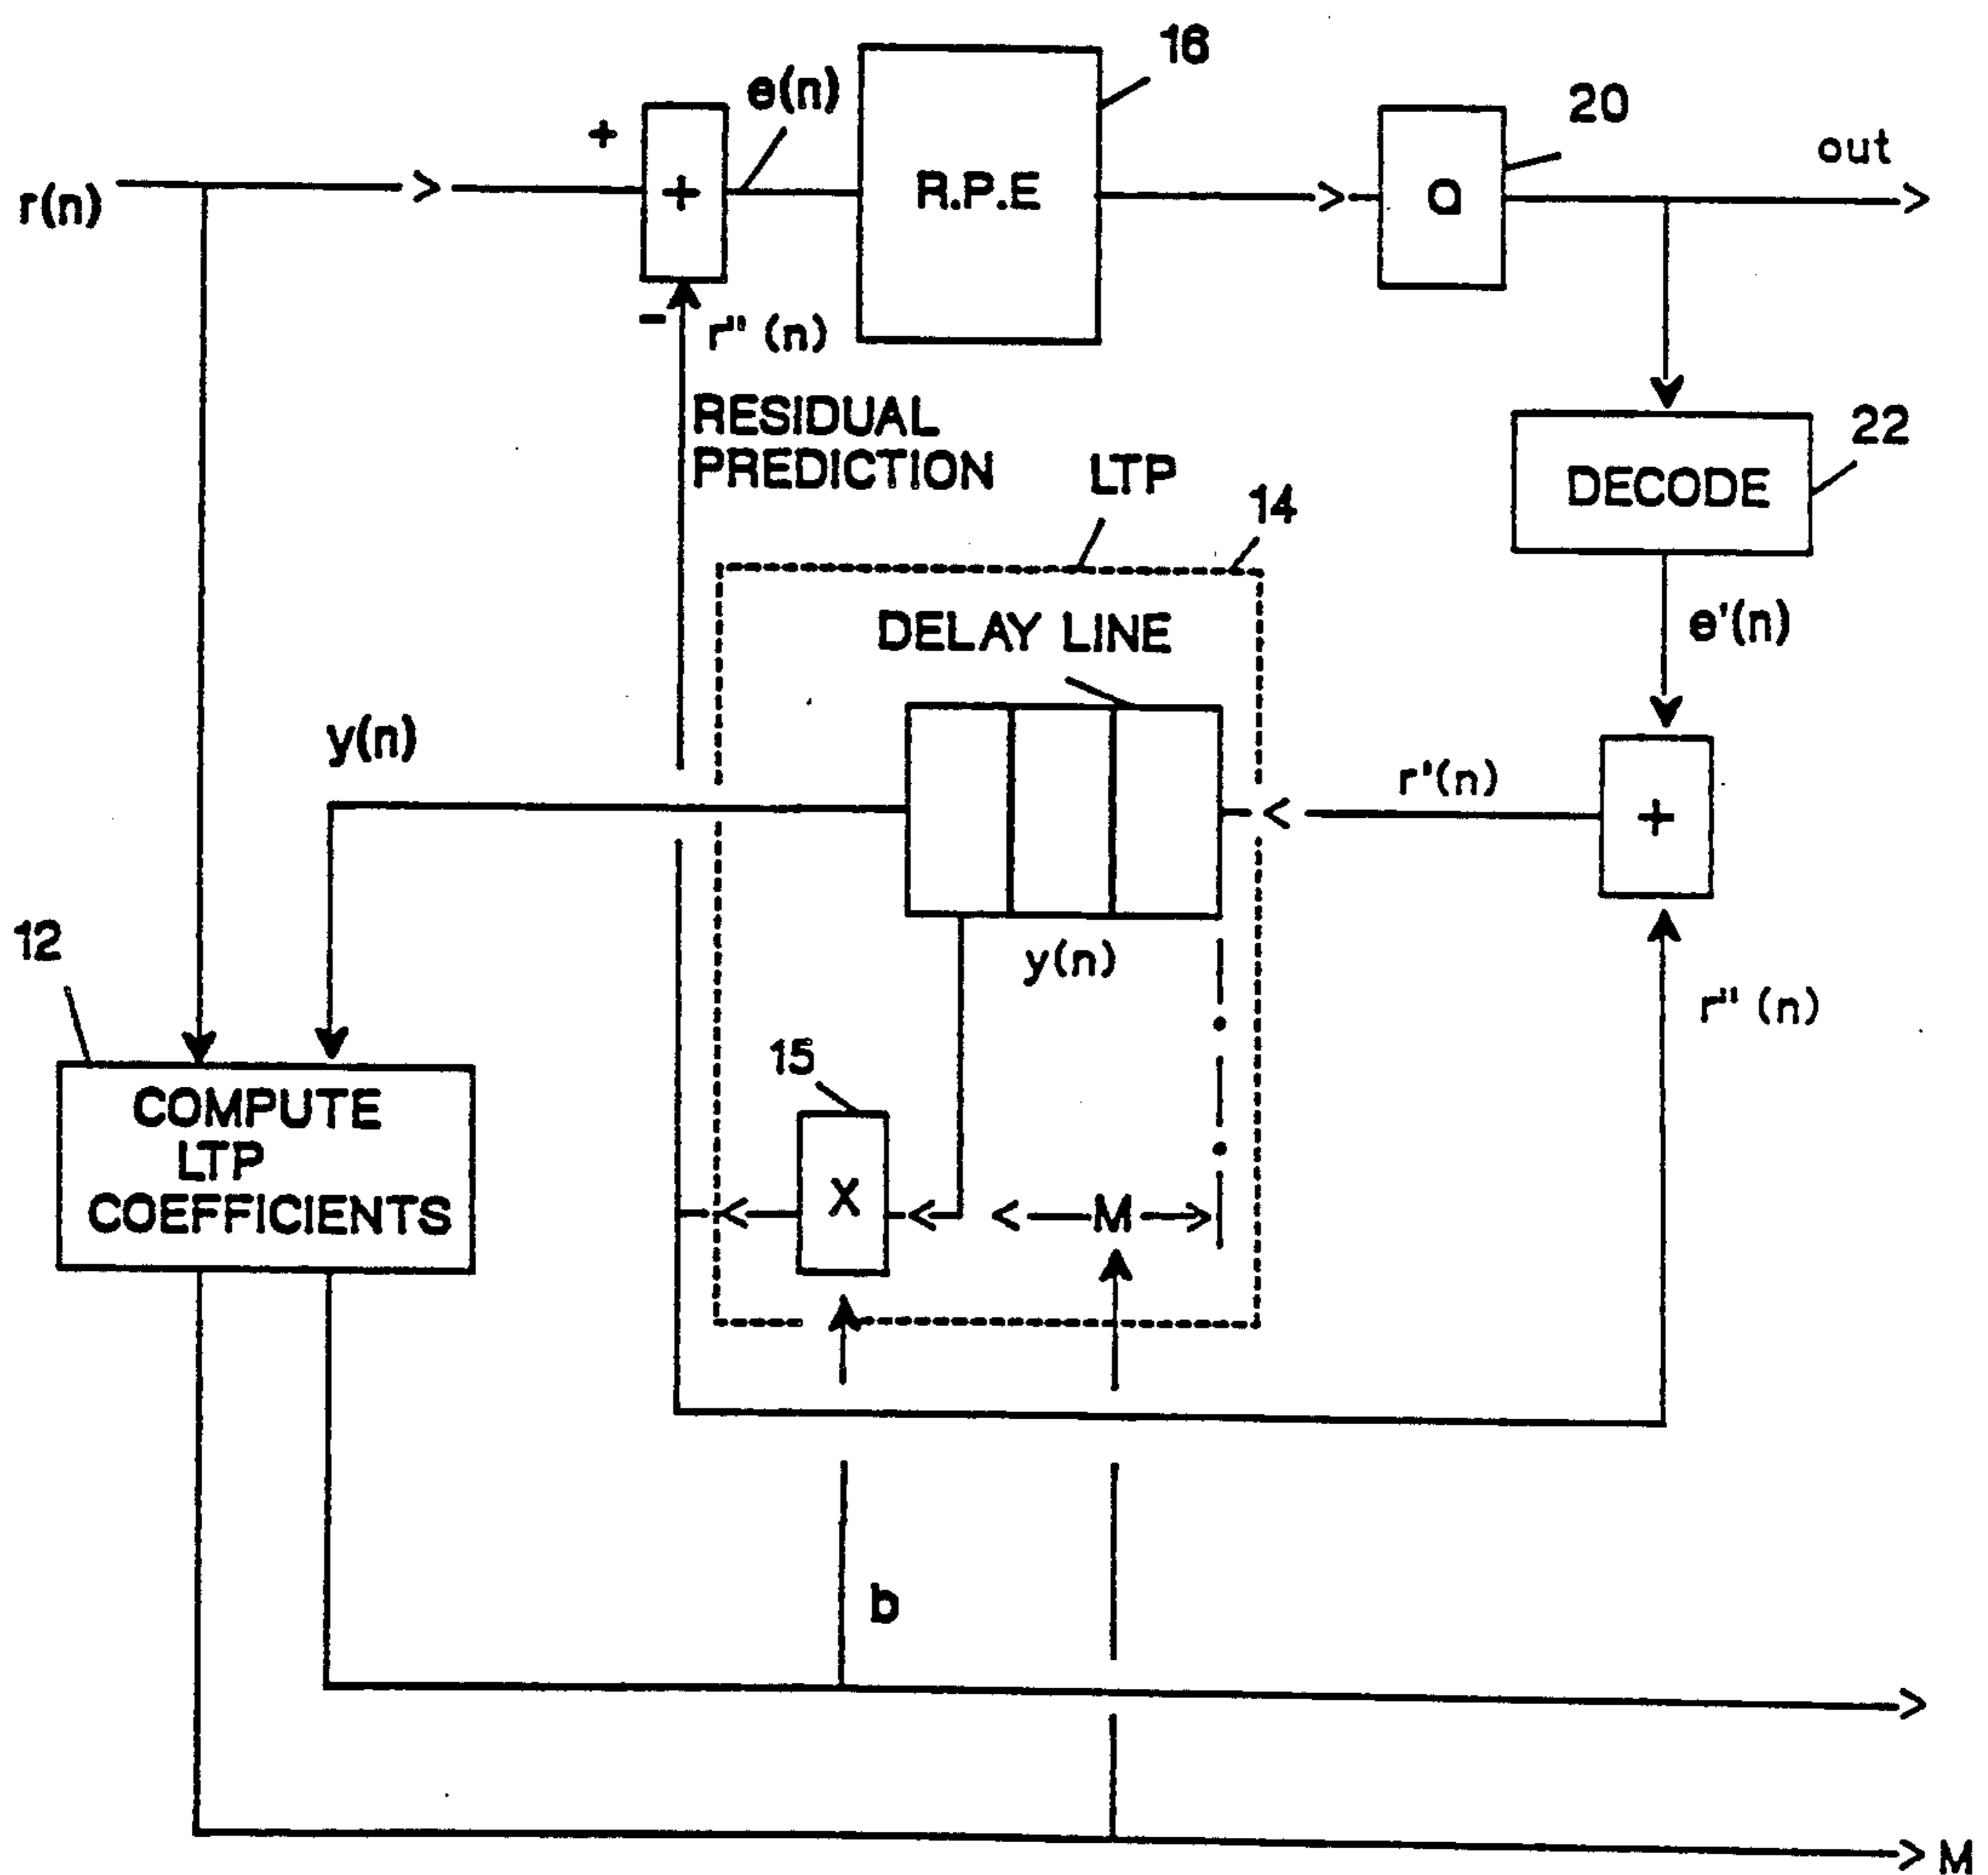 16
e(n)
20
+
out
r(n)
+
R.P.E
Q
-
r" (n)
RESIDUAL
PREDICTION
LTP
14
22
DECODE
DELAY LINE
e'(n)
y(n)
r'(n)
+
12
y(n)
r" (n)
15
COMPUTE
LTP
COEFFICIENTS
X
M
b
M